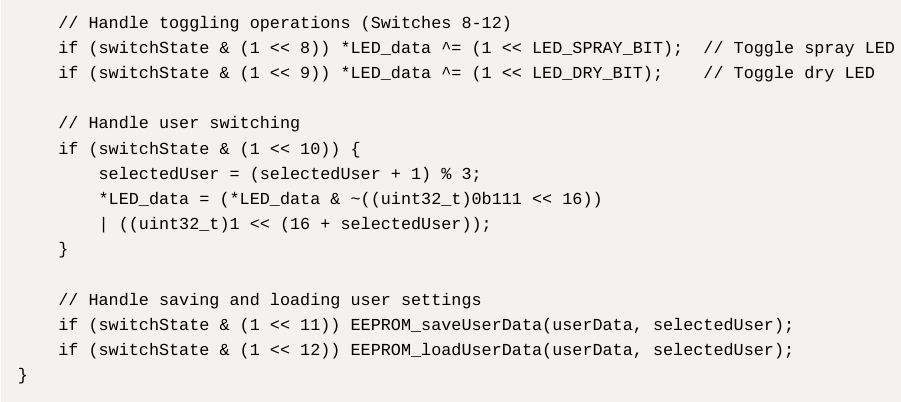 // Handle toggling operations (Switches 8-12)
if (switchState & (1 << 8)) *LED_data ^= (1 << LED_SPRAY_BIT);  // Toggle spray LED
if (switchState & (1 << 9)) *LED_data ^= (1 << LED_DRY_BIT);    // Toggle dry LED
// Handle user switching
if (switchState & (1 << 10)) {
selectedUser = (selectedUser + 1) % 3;
*LED_data = (*LED_data & ~((uint32_t)0b111 << 16))
| ((uint32_t)1 << (16 + selectedUser));
}
// Handle saving and loading user settings
if (switchState & (1 << 11)) EEPROM_saveUserData(userData, selectedUser);
if (switchState & (1 << 12)) EEPROM_loadUserData(userData, selectedUser);
}